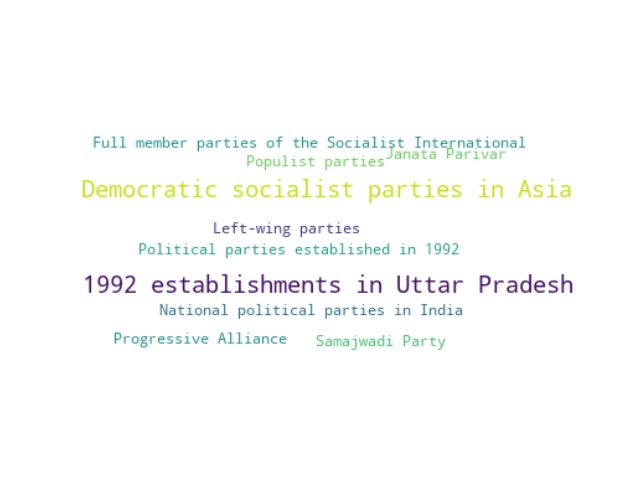 Full member parties of the Socialist International
Janata Parivar
Populist parties
Democratic socialist parties in Asia
Left-wing parties
Political parties established in 1992
1992 establishments in Uttar Pradesh
National political parties in India
Progressive Alliance
Samajwadi Party